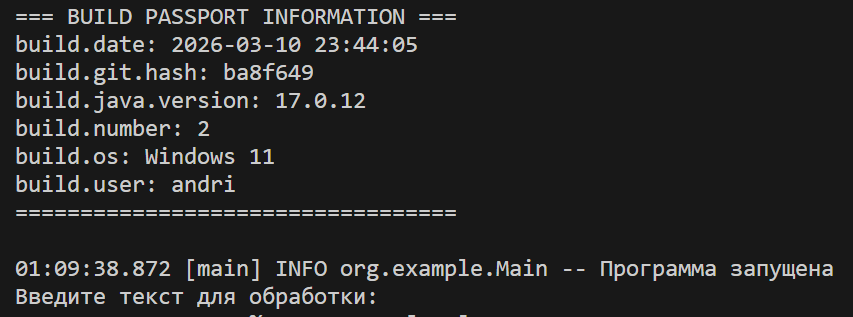 === BUILD PASSPORT INFORMATION ===
build.date: 2026-03-10 23:44:05
build.git.hash: ba8f649
build.java.version: 17.0.12
build.number: 2
build.os: Windows 11
build.user: andri
==================================
01:09:38.872 [main] INFO org.example.Main -- Программа запущена
Введите текст для обработки: